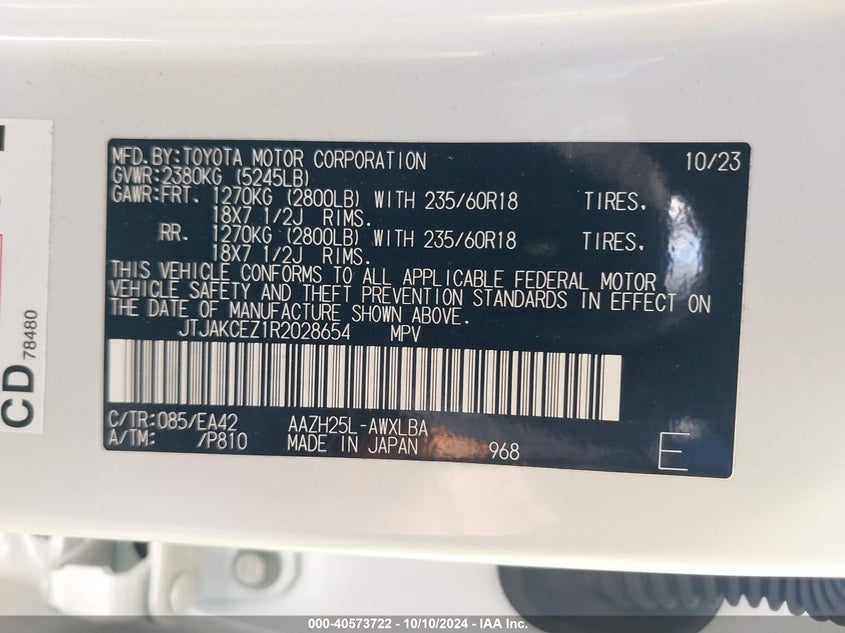 MFD.BY:TOYOTA MOTOR CORPORATION 10/23
GVWR:2380KG (5245LB)
GAWR:FRT. 1270KG (2800LB) WITH 235/60R18 TIRES.
18X7 1/2J RIMS.
RR. 1270KG (2800LB) WITH 235/60R18 TIRES.
18X7 1/2J RIMS.
THIS VEHICLE CONFORMS TO ALL APPLICABLE FEDERAL MOTOR
VEHICLE SAFETY AND THEFT PREVENTION STANDARDS IN EFFECT ON
THE DATE OF MANUFACTURE SHOWN ABOVE.
JTJAKCEZ1R2028654 MPV
C/TR:085/EA42 AAZH25L-AWXLBA
A/TM: /P810 MADE IN JAPAN 968 E
CD 78480
000-40573722 - 10/10/2024 - IAA Inc.